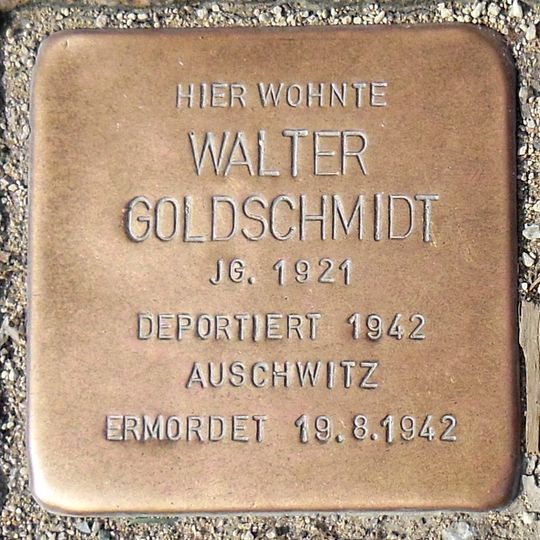 HIER WOHNTE
WALTER
GOLDSCHMIDT
JG. 1921
DEPORTIERT 1942
AUSCHWITZ
ERMORDET 19.8.1942